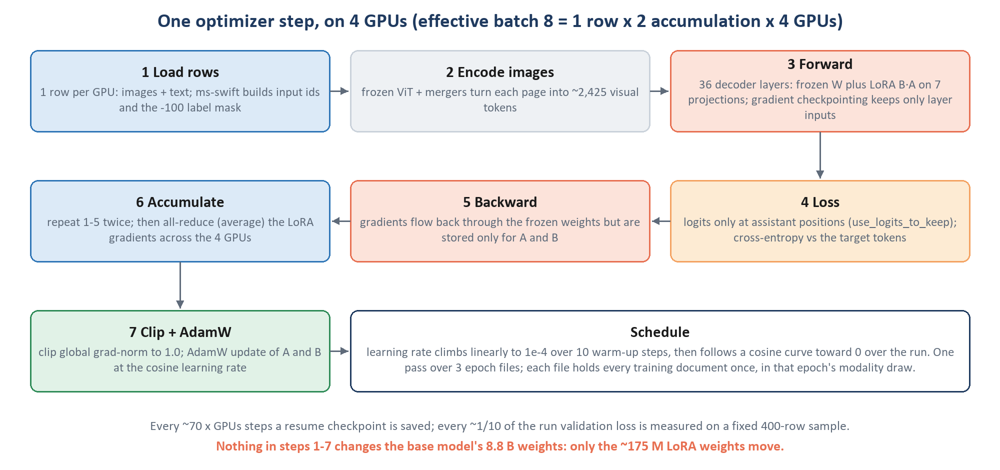 One optimizer step, on 4 GPUs (effective batch 8 = 1 row x 2 accumulation x 4 GPUs)
1 Load rows
1 row per GPU: images + text; ms-swift builds input ids
and the -100 label mask
2 Encode images
frozen ViT + mergers turn each page into ~2,425 visual
tokens
3 Forward
36 decoder layers: frozen W plus LoRA B·A on 7
projections; gradient checkpointing keeps only layer
inputs
4 Loss
logits only at assistant positions (use_logits_to_keep);
cross-entropy vs the target tokens
5 Backward
gradients flow back through the frozen weights but are
stored only for A and B
6 Accumulate
repeat 1-5 twice; then all-reduce (average) the LoRA
gradients across the 4 GPUs
7 Clip + AdamW
clip global grad-norm to 1.0; AdamW update of A and B
at the cosine learning rate
Schedule
learning rate climbs linearly to 1e-4 over 10 warm-up steps, then follows a cosine curve toward 0 over the run. One
pass over 3 epoch files; each file holds every training document once, in that epoch's modality draw.
Every ~70 x GPUs steps a resume checkpoint is saved; every ~1/10 of the run validation loss is measured on a fixed 400-row sample.
Nothing in steps 1-7 changes the base model's 8.8 B weights: only the ~175 M LoRA weights move.